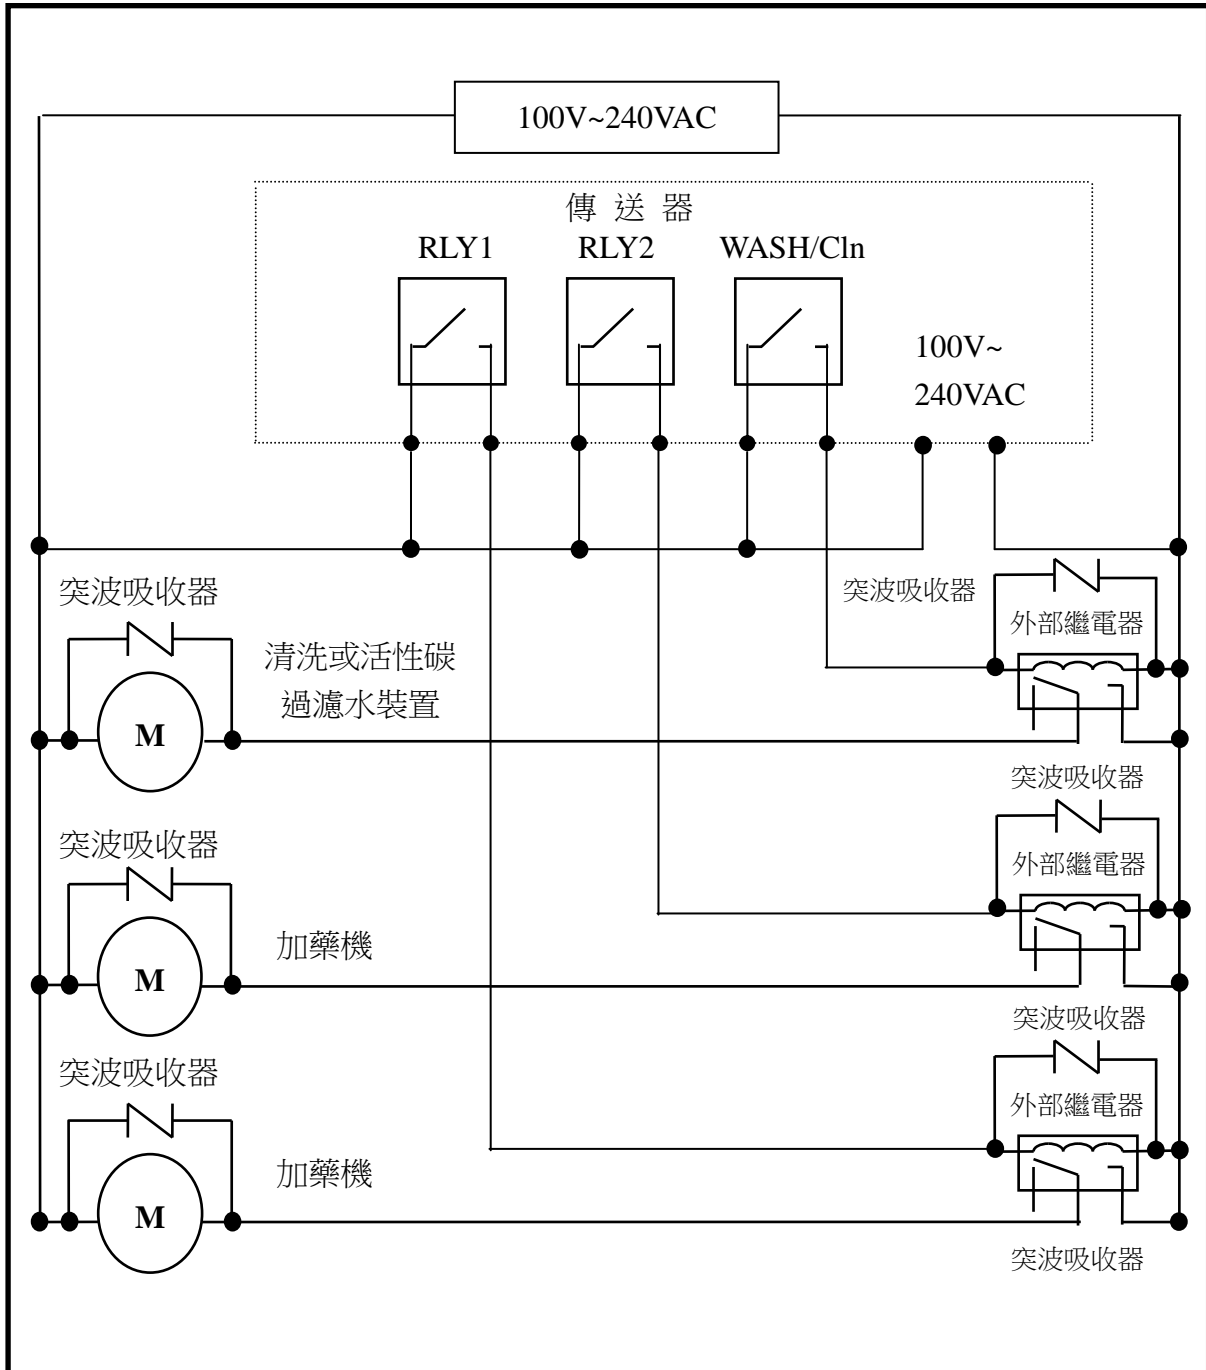 100V~240VAC
傳 送 器
RLY1
RLY2
WASH/Cln
100V~
240VAC
突波吸收器
突波吸收器
外部繼電器
清洗或活性碳
過濾水裝置
M
突波吸收器
突波吸收器
外部繼電器
加藥機
M
突波吸收器
突波吸收器
外部繼電器
加藥機
M
突波吸收器